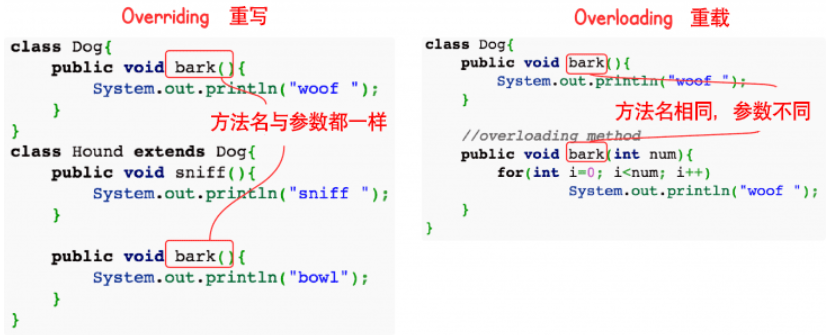 Overriding 重写
class Dog{
public void bark(){
System.out.println("woof ");
}
}
class Hound extends Dog{
public void sniff(){
System.out.println("sniff ");
}
public void bark(){
System.out.println("bowl");
}
}
方法名与参数都一样
Overloading 重载
class Dog{
public void bark(){
System.out.println("woof ");
}
//overloading method
public void bark(int num){
for(int i=0; i<num; i++)
System.out.println("woof ");
}
}
方法名相同，参数不同